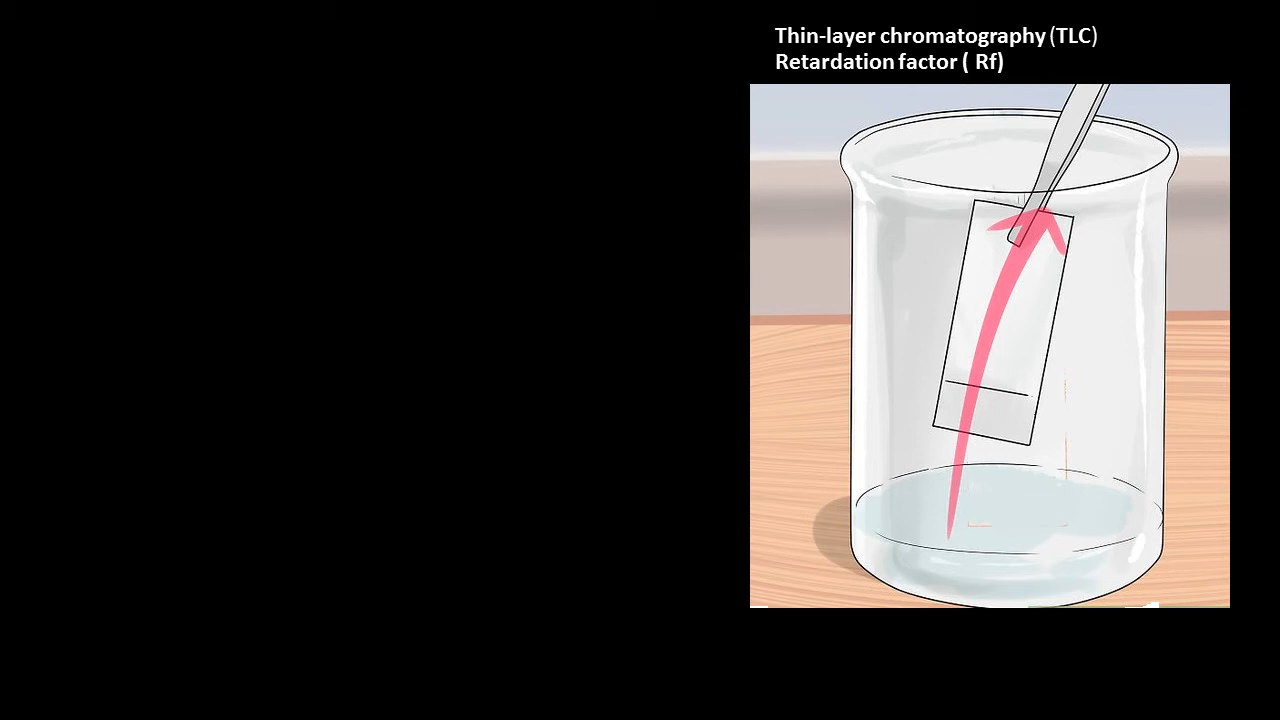 Thin-layer chromatography (TLC)
Retardation factor ( Rf)